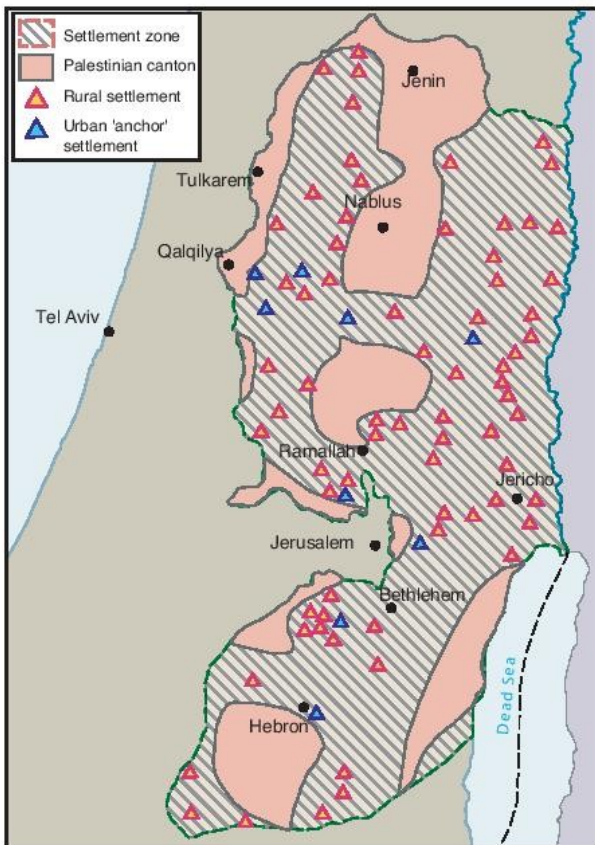 Settlement zone
Palestinian canton
Rural settlement
Urban 'anchor'
settlement
Jenin
Tulkarem
Nablus
Qalqilya
Tel Aviv
Ramallah
Jericho
Jerusalem
Bethlehem
Hebron
Dead Sea